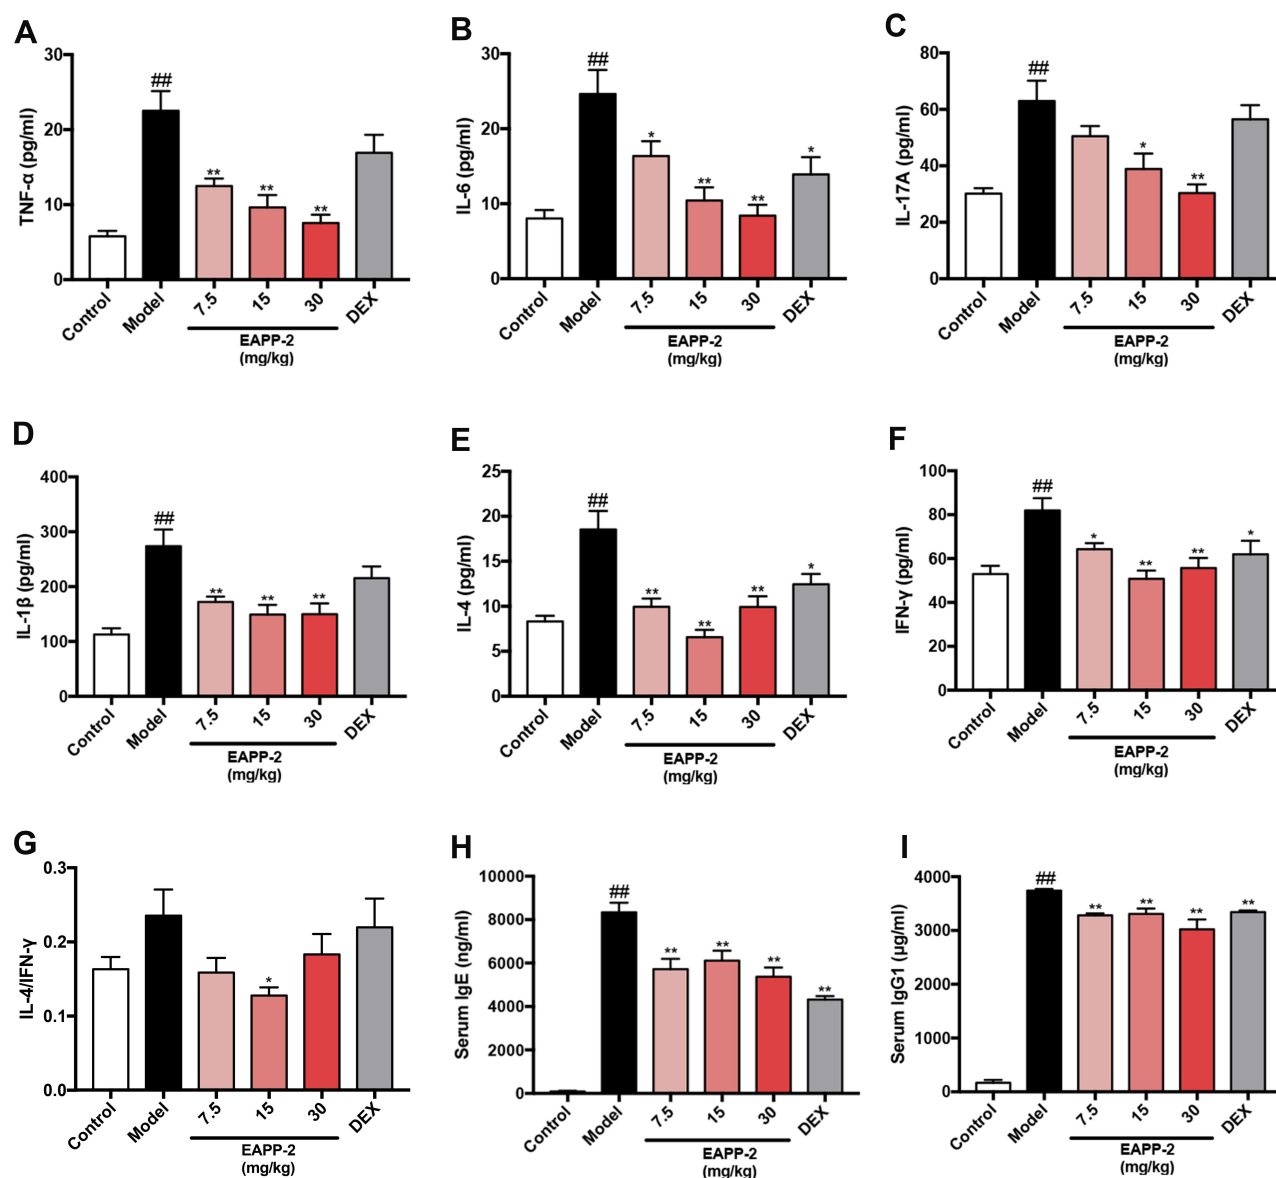 A
TNF-α (pg/ml)
30
20
10
0
##
**
**
**
Control
Model
7.5
15
30
DEX
EAPP-2
(mg/kg)
B
IL-6 (pg/ml)
30
20
10
0
##
*
**
**
*
Control
Model
7.5
15
30
DEX
EAPP-2
(mg/kg)
C
IL-17A (pg/ml)
80
60
40
20
0
##
*
**
Control
Model
7.5
15
30
DEX
EAPP-2
(mg/kg)
D
IL-1β (pg/ml)
400
300
200
100
0
##
**
**
**
Control
Model
7.5
15
30
DEX
EAPP-2
(mg/kg)
E
IL-4 (pg/ml)
25
20
15
10
5
0
##
**
**
**
*
Control
Model
7.5
15
30
DEX
EAPP-2
(mg/kg)
F
IFN-γ (pg/ml)
100
80
60
40
20
0
##
*
**
**
*
Control
Model
7.5
15
30
DEX
EAPP-2
(mg/kg)
G
IL-4/IFN-γ
0.3
0.2
0.1
0.0
*
Control
Model
7.5
15
30
DEX
EAPP-2
(mg/kg)
H
Serum IgE (ng/ml)
10000
8000
6000
4000
2000
0
##
**
**
**
**
Control
Model
7.5
15
30
DEX
EAPP-2
(mg/kg)
I
Serum IgG1 (µg/ml)
4000
3000
2000
1000
0
##
**
**
**
**
Control
Model
7.5
15
30
DEX
EAPP-2
(mg/kg)